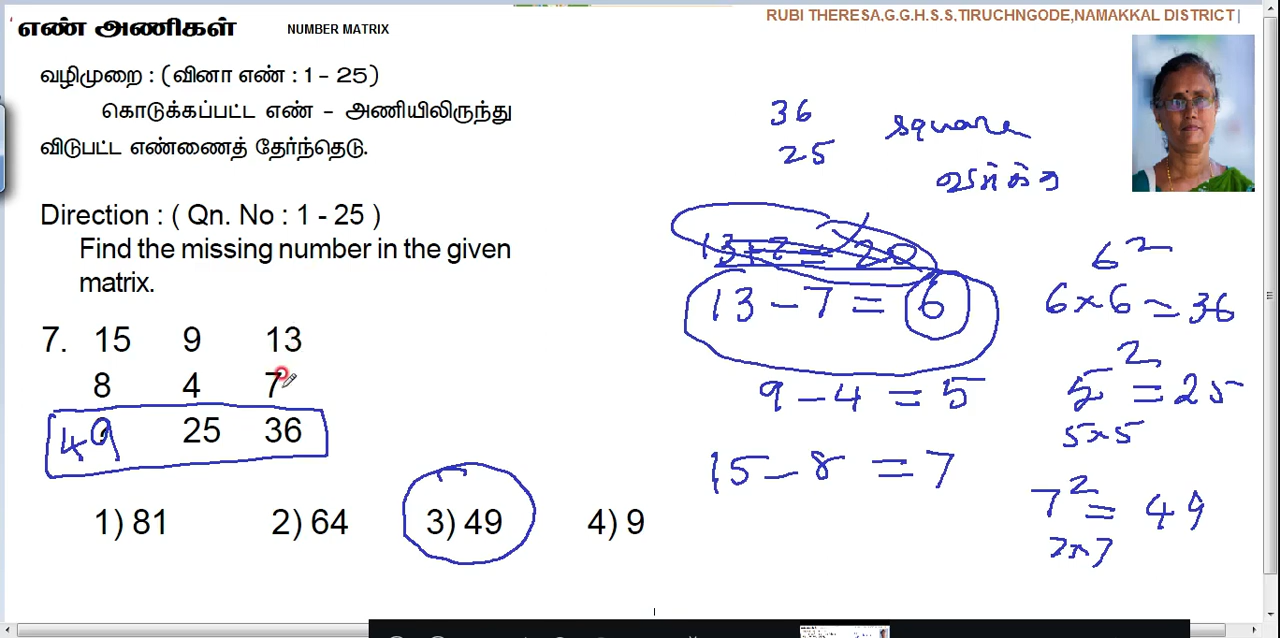 எண் அணிகள் NUMBER MATRIX
RUBI THERESA,G.G.H.S.S,TIRUCHNGODE,NAMAKKAL DISTRICT
வழிமுறை : (வினா எண் : 1 - 25)
கொடுக்கப்பட்ட எண் - அணியிலிருந்து
விடுபட்ட எண்ணைத் தேர்ந்தெடு.
Direction : ( Qn. No : 1 - 25 )
Find the missing number in the given
matrix.
7. 15 9 13
8 4 7
49 25 36
1) 81 2) 64 3) 49 4) 9
36
25
square
வர்க்க
13+7 = 20
13 - 7 = 6
9 - 4 = 5
15 - 8 = 7
6²
6×6 = 36
5² = 25
5×5
7² = 49
7×7